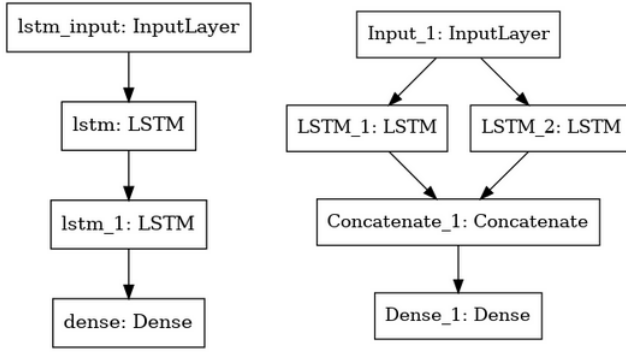 lstm_input: InputLayer
lstm: LSTM
lstm_1: LSTM
dense: Dense
Input_1: InputLayer
LSTM_1: LSTM
LSTM_2: LSTM
Concatenate_1: Concatenate
Dense_1: Dense